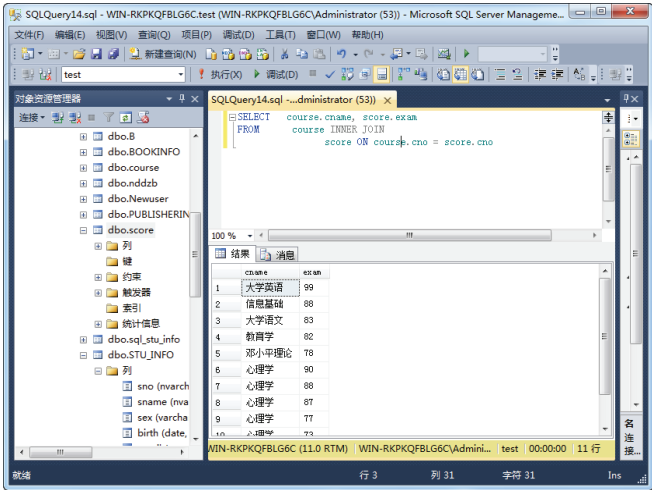 SQLQuery14.sql - WIN-RKPKQFBLG6C.test (WIN-RKPKQFBLG6C\Administrator (53)) - Microsoft SQL Server Manageme...
文件(F) 编辑(E) 视图(V) 查询(Q) 项目(P) 调试(D) 工具(T) 窗口(W) 帮助(H)
新建查询(N)
test 执行(X) 调试(D)
对象资源管理器
连接
dbo.B
dbo.BOOKINFO
dbo.course
dbo.nddzb
dbo.Newuser
dbo.PUBLISHERIN
dbo.score
列
键
约束
触发器
索引
统计信息
dbo.sql_stu_info
dbo.STU_INFO
列
sno (nvarch
sname (nva
sex (varcha
birth (date,
SQLQuery14.sql -...dministrator (53))
SELECT course.cname, score.exam
FROM course INNER JOIN
score ON course.cno = score.cno
100 %
结果 消息
cname exam
1 大学英语 99
2 信息基础 88
3 大学语文 83
4 教育学 82
5 邓小平理论 78
6 心理学 90
7 心理学 88
8 心理学 87
9 心理学 77
10 心理学 73
WIN-RKPKQFBLG6C (11.0 RTM) WIN-RKPKQFBLG6C\Admini... test 00:00:00 11 行
名
连
接...
就绪 行 3 列 31 字符 31 Ins